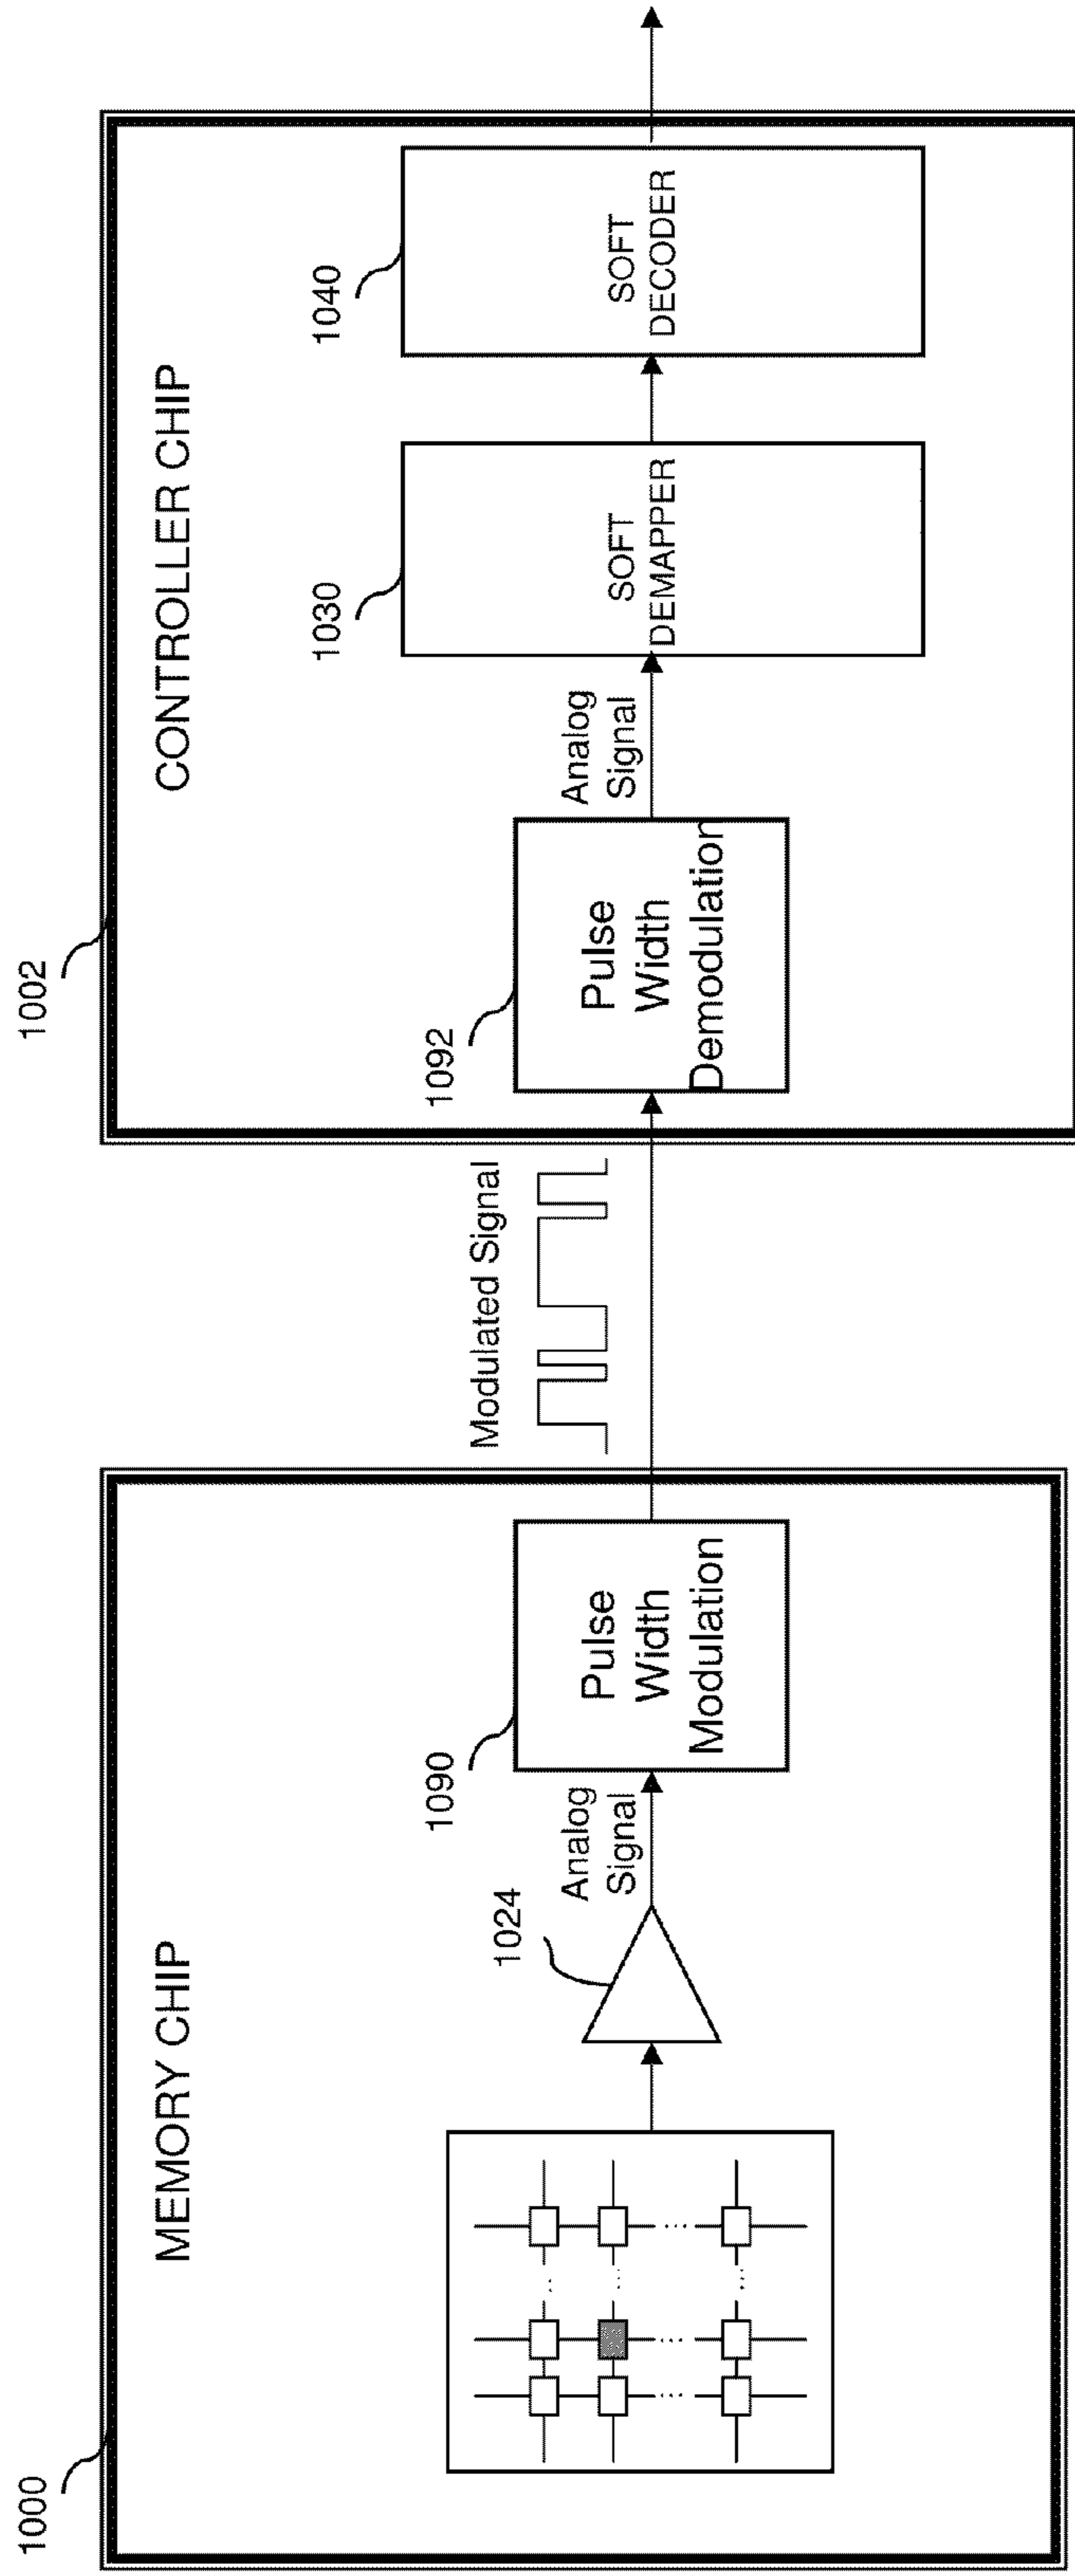 1000
MEMORY CHIP
1024
Analog
Signal
1090
Pulse
Width
Modulation
Modulated Signal
1002
CONTROLLER CHIP
1092
Pulse
Width
Demodulation
Analog
Signal
1030
SOFT
DEMAPPER
1040
SOFT
DECODER